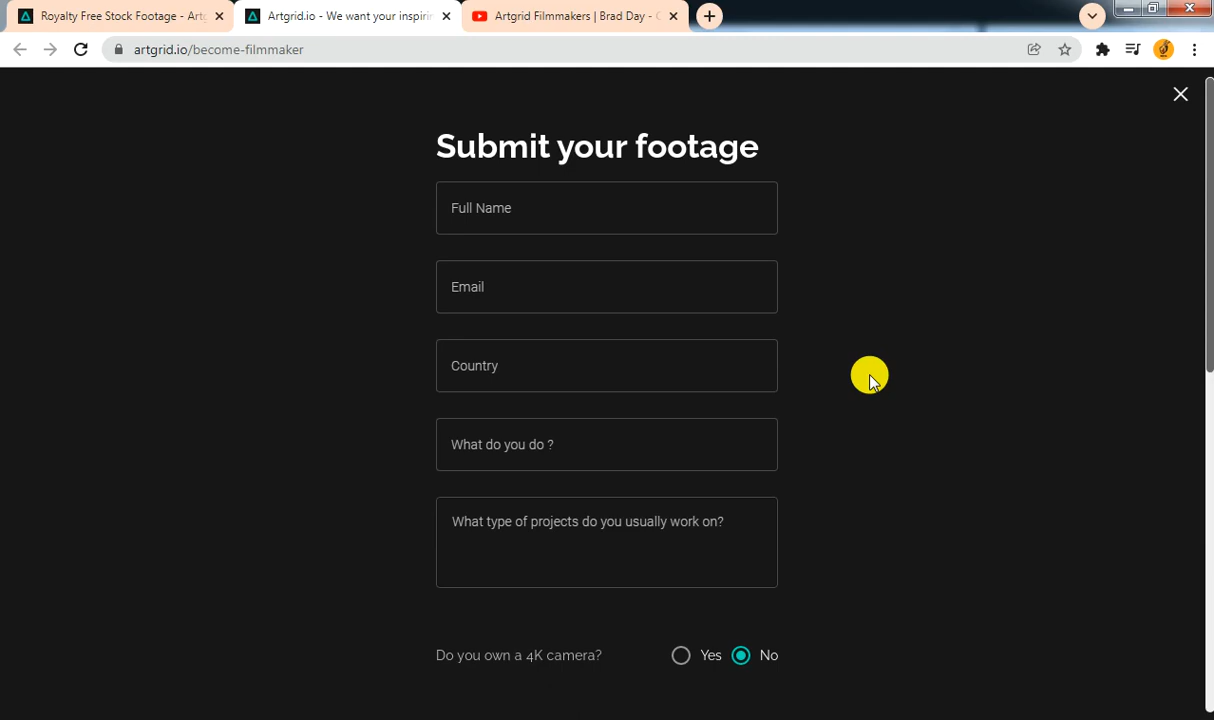 Royalty Free Stock Footage - Artg
Artgrid.io - We want your inspirin
Artgrid Filmmakers | Brad Day - C
artgrid.io/become-filmmaker
Submit your footage
Full Name
Email
Country
What do you do ?
What type of projects do you usually work on?
Do you own a 4K camera? Yes No